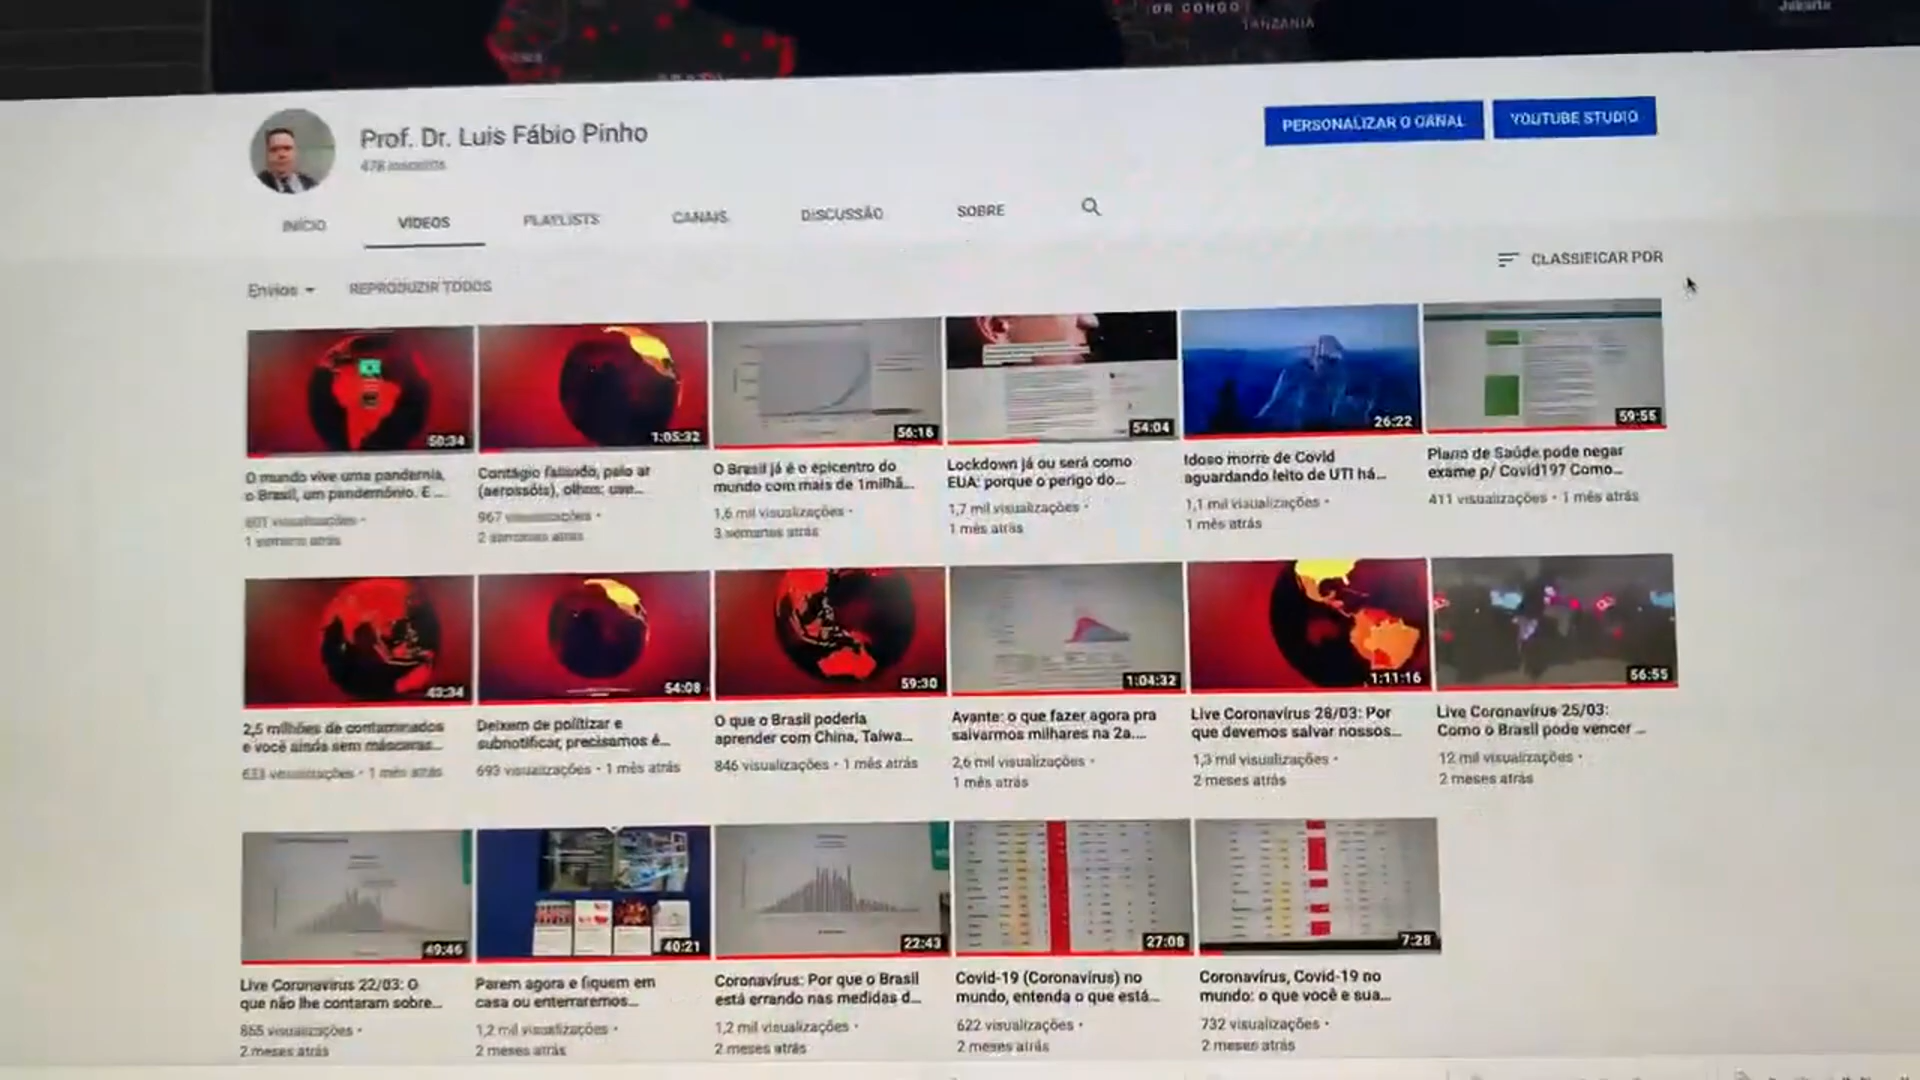 DR CONGO
TANZANIA
Jakarta
Prof. Dr. Luis Fábio Pinho
PERSONALIZAR O CANAL
YOUTUBE STUDIO
INÍCIO VÍDEOS PLAYLISTS CANAIS DISCUSSÃO SOBRE
CLASSIFICAR POR
Envios REPRODUZIR TODOS
50:34 1:05:32 56:16 54:04 26:22 59:55
O mundo vive uma pandemia,
o Brasil, um pandemônio. E ...
visualizações •
1 semana atrás
Contágio falando, pelo ar
(aerossóis), olhos: use...
967 visualizações •
2 semanas atrás
O Brasil já é o epicentro do
mundo com mais de 1milhã...
1,6 mil visualizações •
3 semanas atrás
Lockdown já ou será como
EUA: porque o perigo do...
1,7 mil visualizações •
1 mês atrás
Idoso morre de Covid
aguardando leito de UTI há...
1,1 mil visualizações •
1 mês atrás
Plano de Saúde pode negar
exame p/ Covid19? Como...
411 visualizações • 1 mês atrás
43:34 54:08 59:30 1:04:32 1:11:16 56:55
2,5 milhões de contaminados
e você ainda sem máscaras...
visualizações • 1 mês atrás
Deixem de politizar e
subnotificar, precisamos é...
693 visualizações • 1 mês atrás
O que o Brasil poderia
aprender com China, Taiwa...
846 visualizações • 1 mês atrás
Avante: o que fazer agora pra
salvarmos milhares na 2a....
2,6 mil visualizações •
1 mês atrás
Live Coronavírus 28/03: Por
que devemos salvar nossos...
1,3 mil visualizações •
2 meses atrás
Live Coronavírus 25/03:
Como o Brasil pode vencer ...
12 mil visualizações •
2 meses atrás
49:46 40:21 22:43 27:08 7:28
Live Coronavírus 22/03: O
que não lhe contaram sobre...
865 visualizações •
2 meses atrás
Parem agora e fiquem em
casa ou enterraremos...
1,2 mil visualizações •
2 meses atrás
Coronavírus: Por que o Brasil
está errando nas medidas d...
1,2 mil visualizações •
2 meses atrás
Covid-19 (Coronavírus) no
mundo, entenda o que está...
622 visualizações •
2 meses atrás
Coronavírus, Covid-19 no
mundo: o que você e sua...
732 visualizações •
2 meses atrás